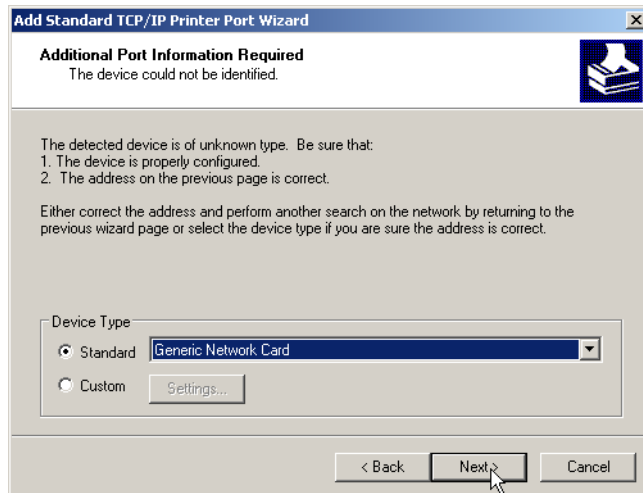 Add Standard TCP/IP Printer Port Wizard
Additional Port Information Required
The device could not be identified.
The detected device is of unknown type. Be sure that:
1. The device is properly configured.
2. The address on the previous page is correct.
Either correct the address and perform another search on the network by returning to the
previous wizard page or select the device type if you are sure the address is correct.
Device Type
Standard
Generic Network Card
Custom
Settings...
< Back
Next >
Cancel